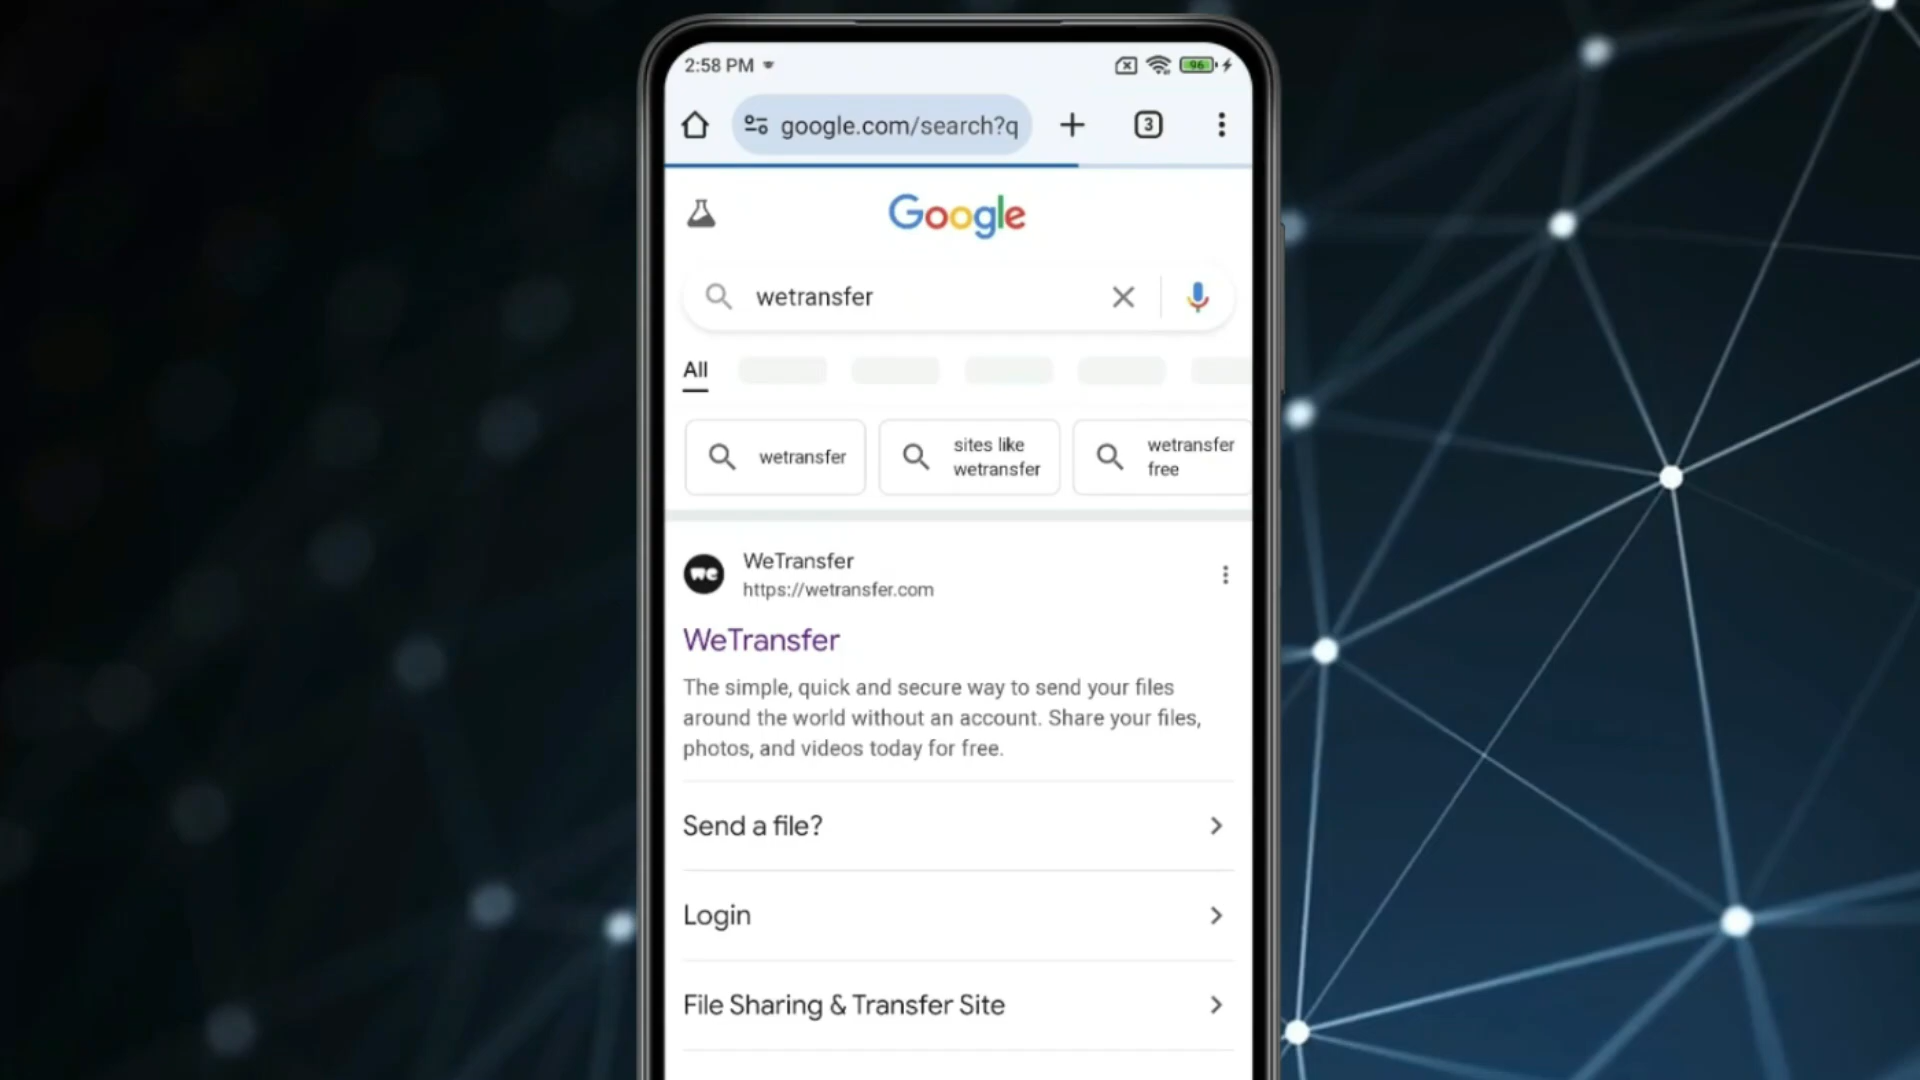 2:58 PM
96
google.com/search?q
3
Google
wetransfer
All
wetransfer
sites like
wetransfer
wetransfer
free
we
WeTransfer
https://wetransfer.com
WeTransfer
The simple, quick and secure way to send your files
around the world without an account. Share your files,
photos, and videos today for free.
Send a file?
Login
File Sharing & Transfer Site